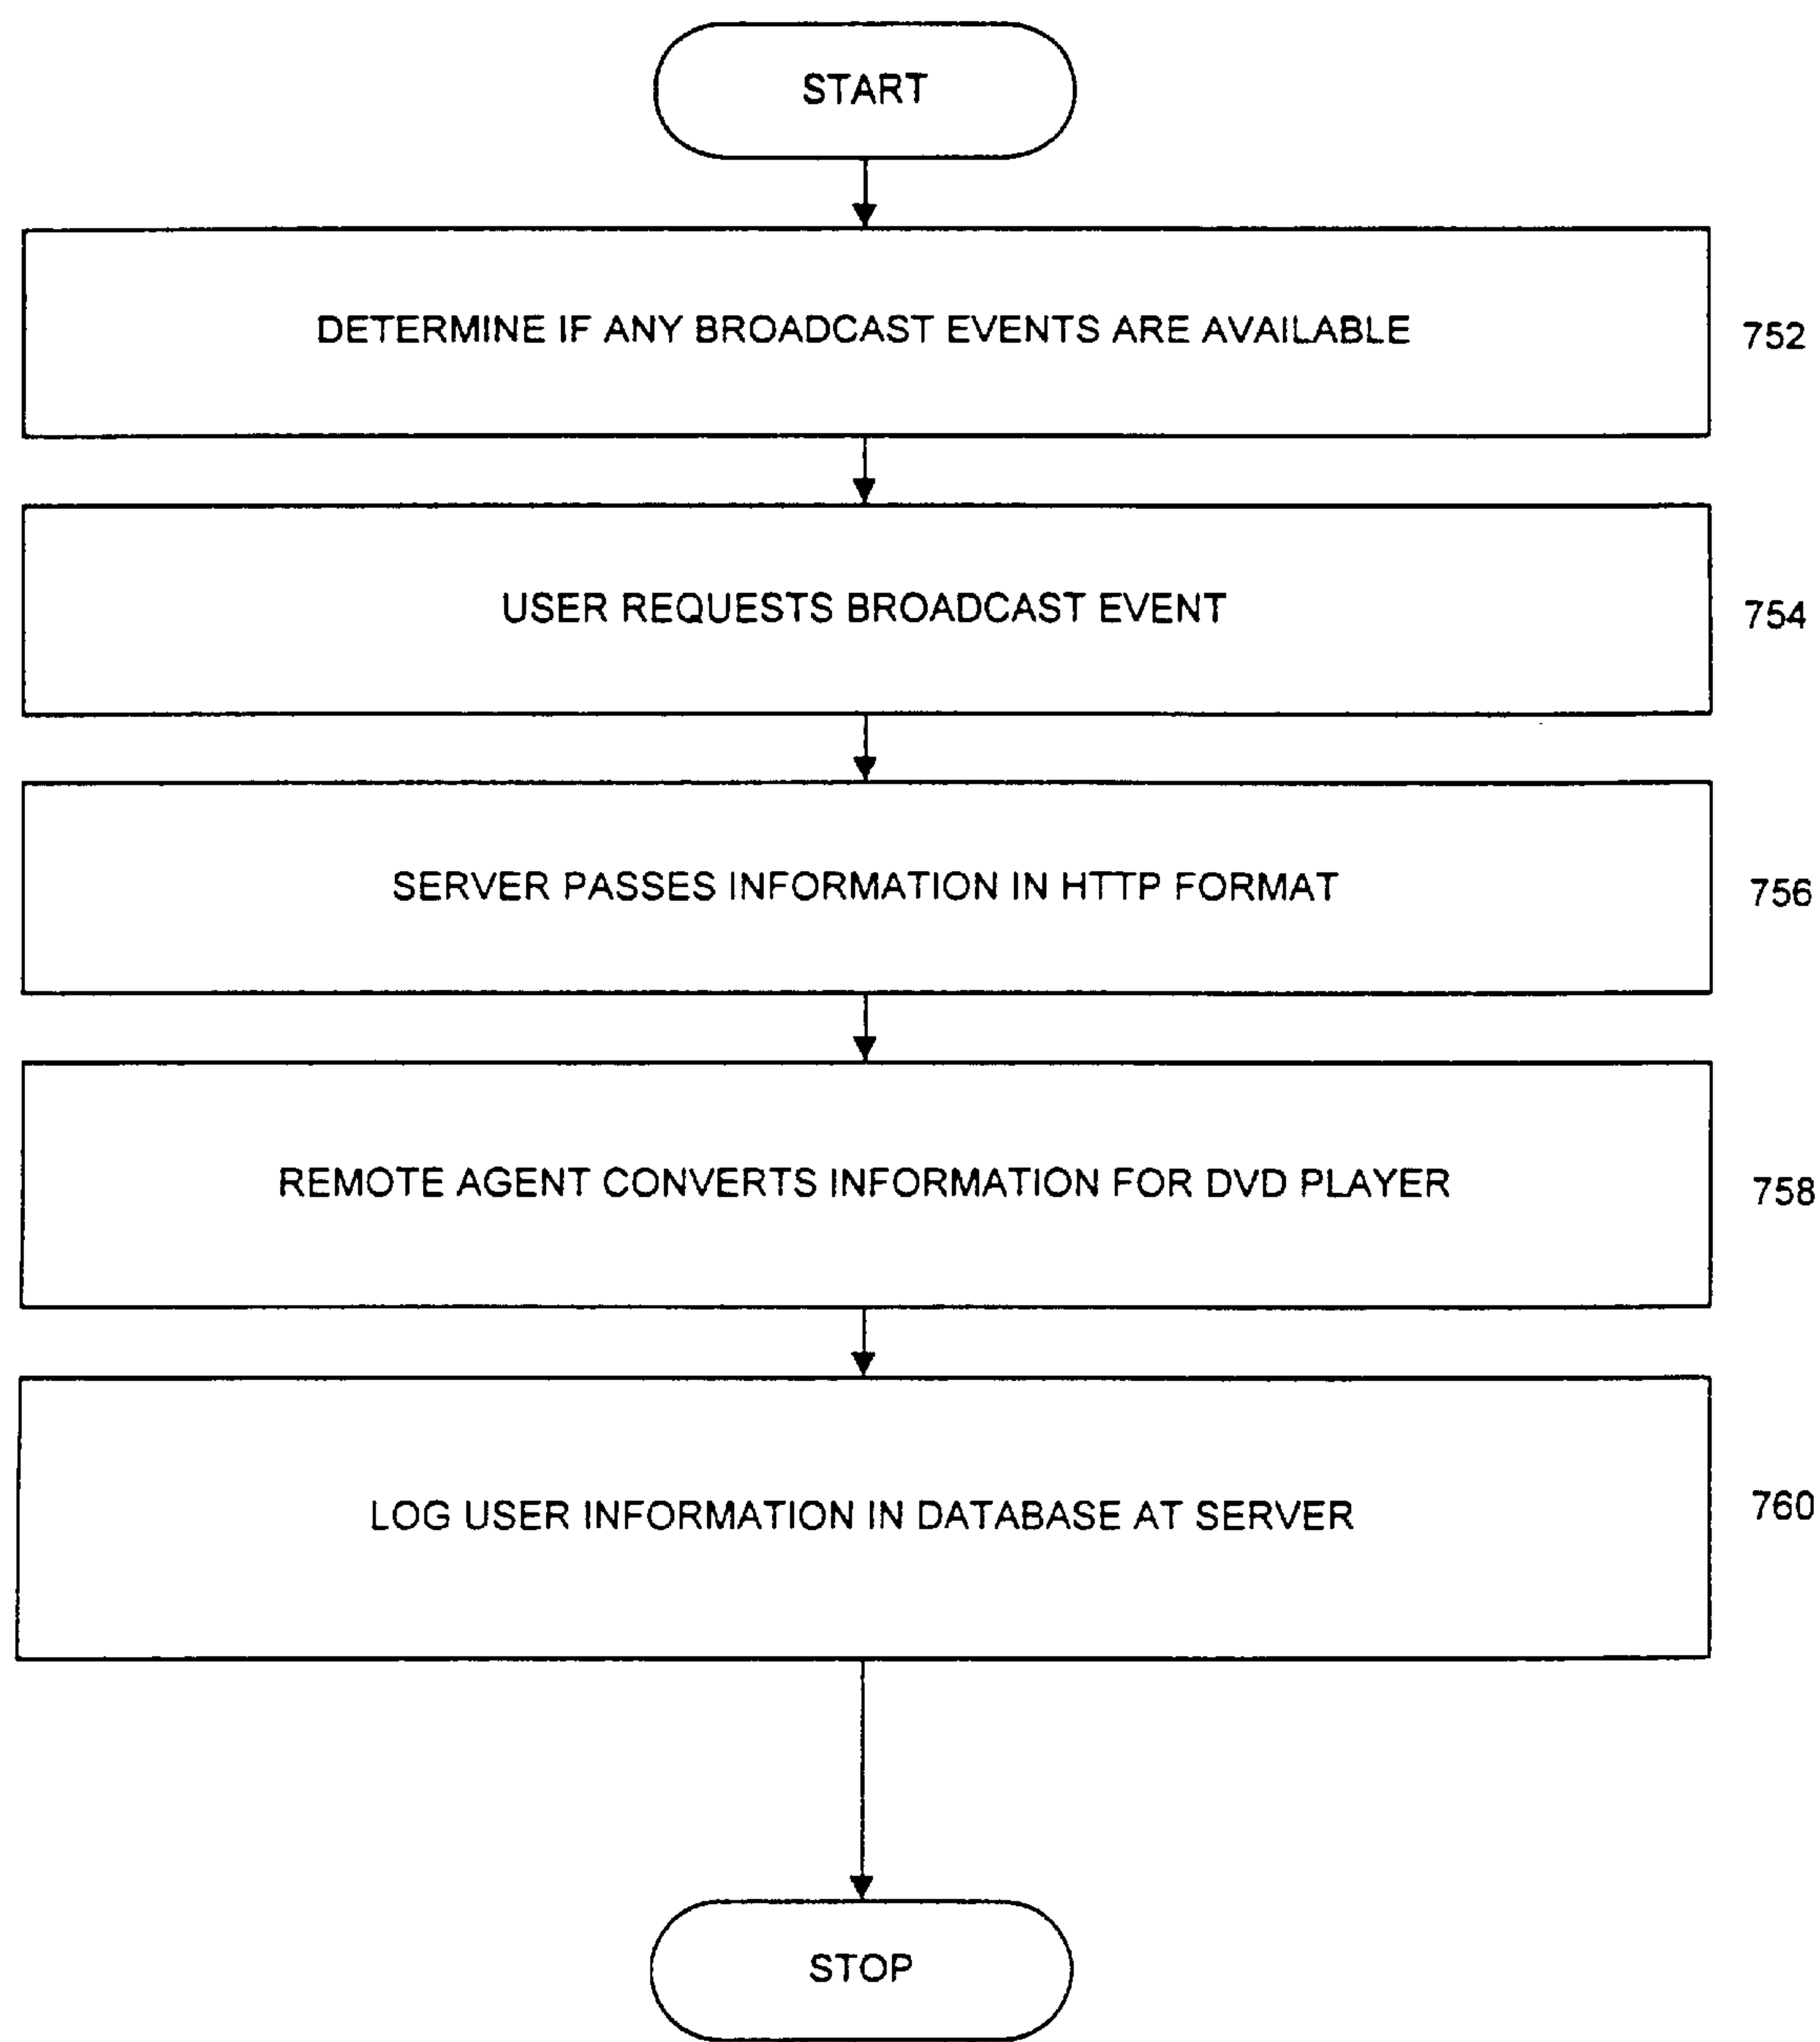 START
DETERMINE IF ANY BROADCAST EVENTS ARE AVAILABLE
752
USER REQUESTS BROADCAST EVENT
754
SERVER PASSES INFORMATION IN HTTP FORMAT
756
REMOTE AGENT CONVERTS INFORMATION FOR DVD PLAYER
758
LOG USER INFORMATION IN DATABASE AT SERVER
760
STOP